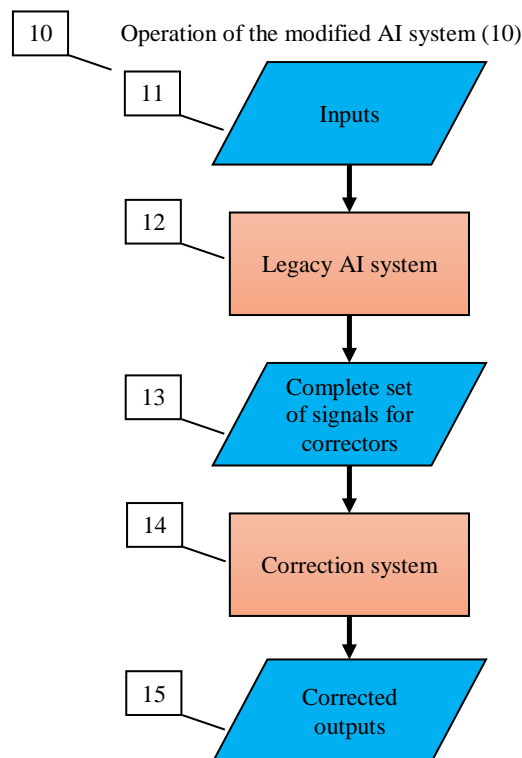 10
Operation of the modified AI system (10)
11
Inputs
12
Legacy AI system
13
Complete set
of signals for
correctors
14
Correction system
15
Corrected
outputs